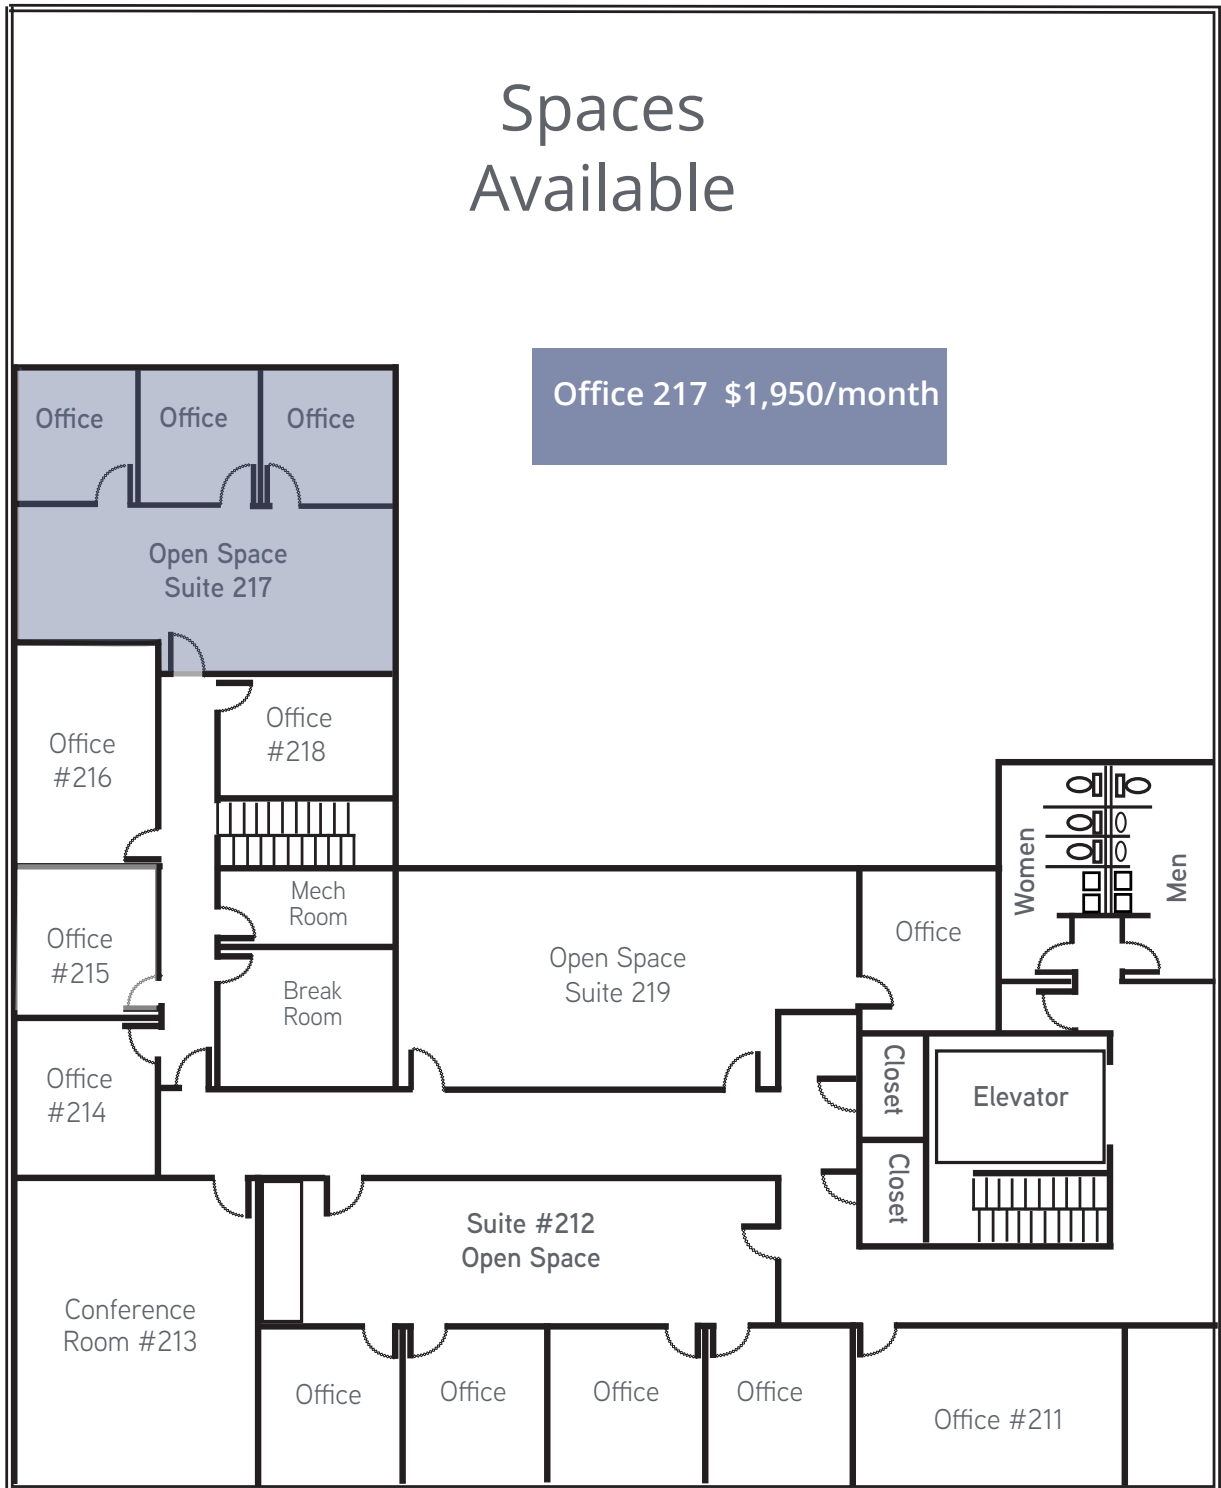 Spaces
Available
Office 217 $1,950/month
Office
Office
Office
Open Space
Suite 217
Office
#218
Office
#216
Mech
Room
Women
Men
Office
#215
Open Space
Suite 219
Office
Break
Room
Office
#214
Closet
Elevator
Closet
Suite #212
Open Space
Conference
Room #213
Office
Office
Office
Office
Office #211